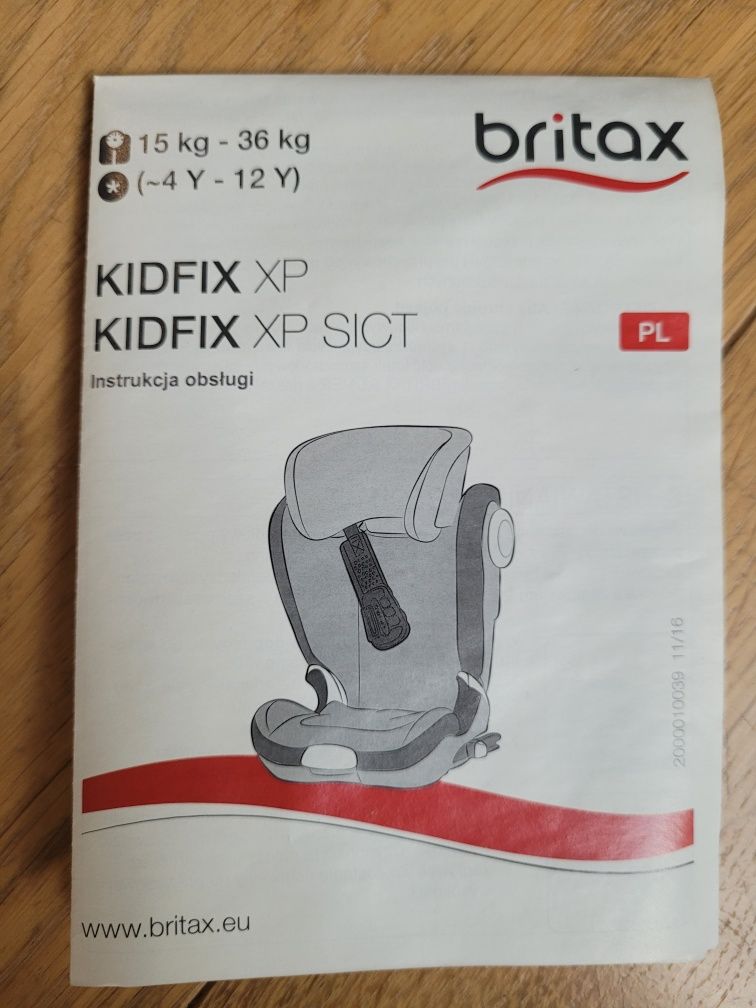 15 kg - 36 kg
(~4 Y - 12 Y)
britax
KIDFIX XP
KIDFIX XP SICT
PL
Instrukcja obsługi
2000010039 11/16
www.britax.eu